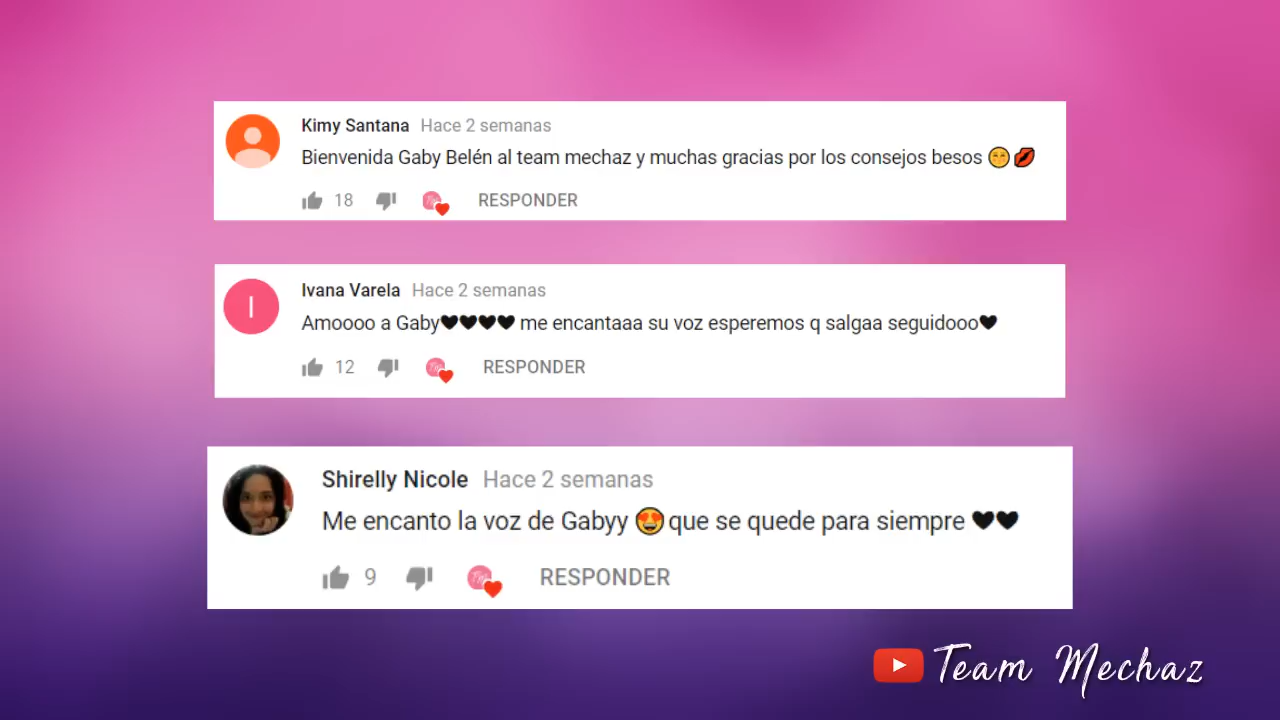 Kimy Santana Hace 2 semanas
Bienvenida Gaby Belén al team mechaz y muchas gracias por los consejos besos 😚💋
18 RESPONDER
Ivana Varela Hace 2 semanas
I
Amoooo a Gaby🖤🖤🖤🖤 me encantaaa su voz esperemos q salgaa seguidooo🖤
12 RESPONDER
Shirelly Nicole Hace 2 semanas
Me encanto la voz de Gabyy 😍 que se quede para siempre 🖤🖤
9 RESPONDER
Team Mechaz